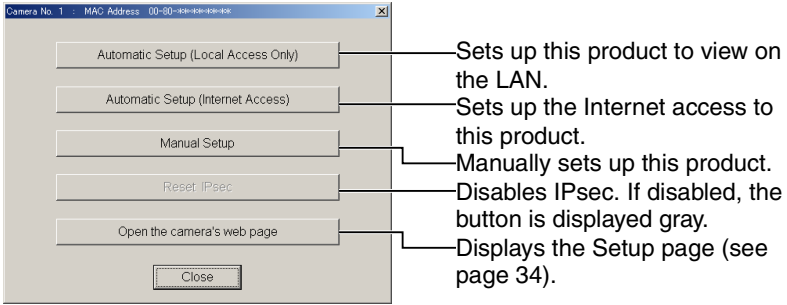 Camera No. 1 : MAC Address 00-80-********
Automatic Setup (Local Access Only)
Automatic Setup (Internet Access)
Manual Setup
Reset IPsec
Open the camera's web page
Close
Sets up this product to view on
the LAN.
Sets up the Internet access to
this product.
Manually sets up this product.
Disables IPsec. If disabled, the
button is displayed gray.
Displays the Setup page (see
page 34).